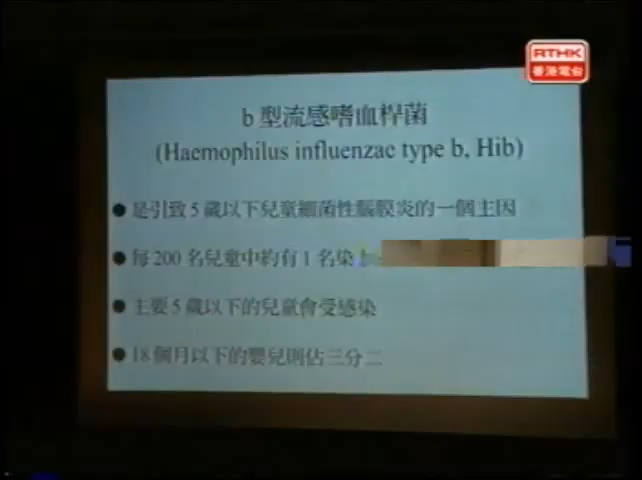 RTHK
香港電台
b 型流感嗜血桿菌
(Haemophilus influenzac type b, Hib)
● 是引致 5 歲以下兒童細菌性腦膜炎的一個主因
● 每 200 名兒童中約有 1 名染
● 主要 5 歲以下的兒童會受感染
● 18 個月以下的嬰兒則佔三分二